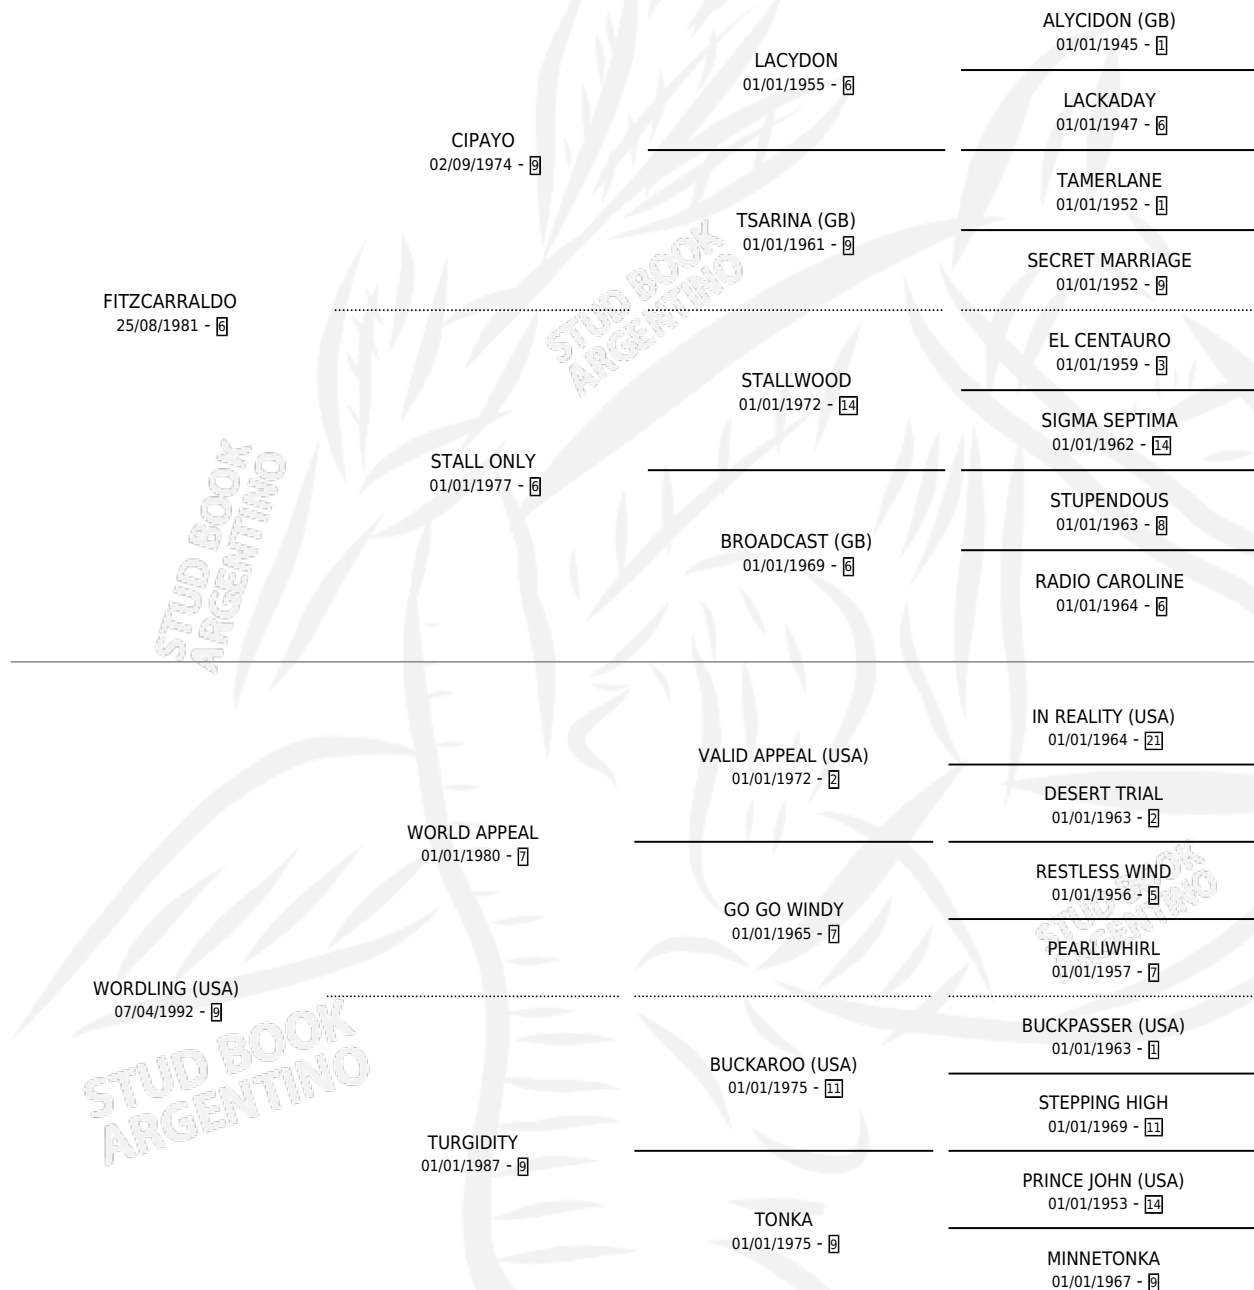 ALYCIDON (GB)
01/01/1945 - 1
LACYDON
01/01/1955 - 6
LACKADAY
01/01/1947 - 6
CIPAYO
02/09/1974 - 9
TAMERLANE
01/01/1952 - 1
TSARINA (GB)
01/01/1961 - 9
SECRET MARRIAGE
01/01/1952 - 9
FITZCARRALDO
25/08/1981 - 6
EL CENTAURO
01/01/1959 - 3
STALLWOOD
01/01/1972 - 14
SIGMA SEPTIMA
01/01/1962 - 14
STALL ONLY
01/01/1977 - 6
STUPENDOUS
01/01/1963 - 8
BROADCAST (GB)
01/01/1969 - 6
RADIO CAROLINE
01/01/1964 - 6
STUD BOOK
ARGENTINO
STUD BOOK
ARGENTINO
IN REALITY (USA)
01/01/1964 - 21
VALID APPEAL (USA)
01/01/1972 - 2
DESERT TRIAL
01/01/1963 - 2
WORLD APPEAL
01/01/1980 - 7
RESTLESS WIND
01/01/1956 - 5
GO GO WINDY
01/01/1965 - 7
PEARLIWHIRL
01/01/1957 - 7
STUD BOOK
ARGENTINO
WORDLING (USA)
07/04/1992 - 9
BUCKPASSER (USA)
01/01/1963 - 1
BUCKAROO (USA)
01/01/1975 - 11
STEPPING HIGH
01/01/1969 - 11
STUD BOOK
ARGENTINO
TURGIDITY
01/01/1987 - 9
PRINCE JOHN (USA)
01/01/1953 - 14
TONKA
01/01/1975 - 9
MINNETONKA
01/01/1967 - 9